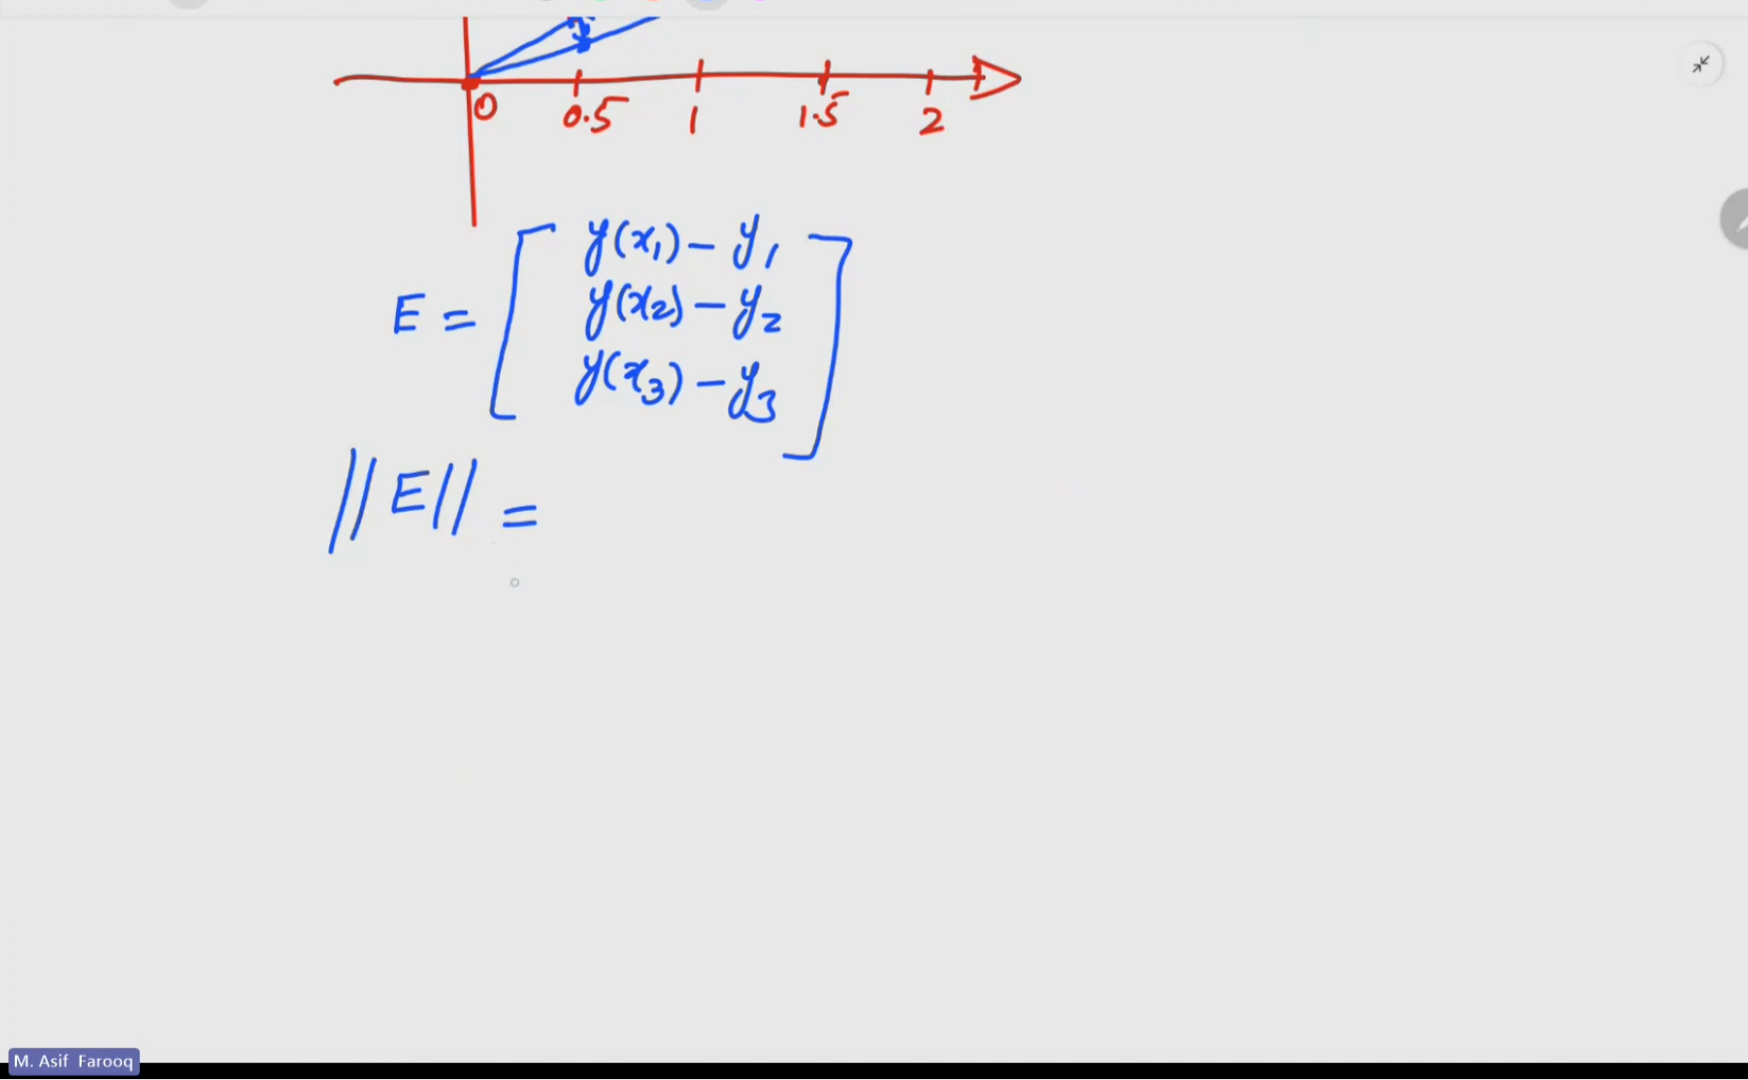 0 0.5 1 1.5 2
y(x₁) – y₁
E = y(x₂) – y₂
y(x₃) – y₃
||E|| =
M. Asif Farooq